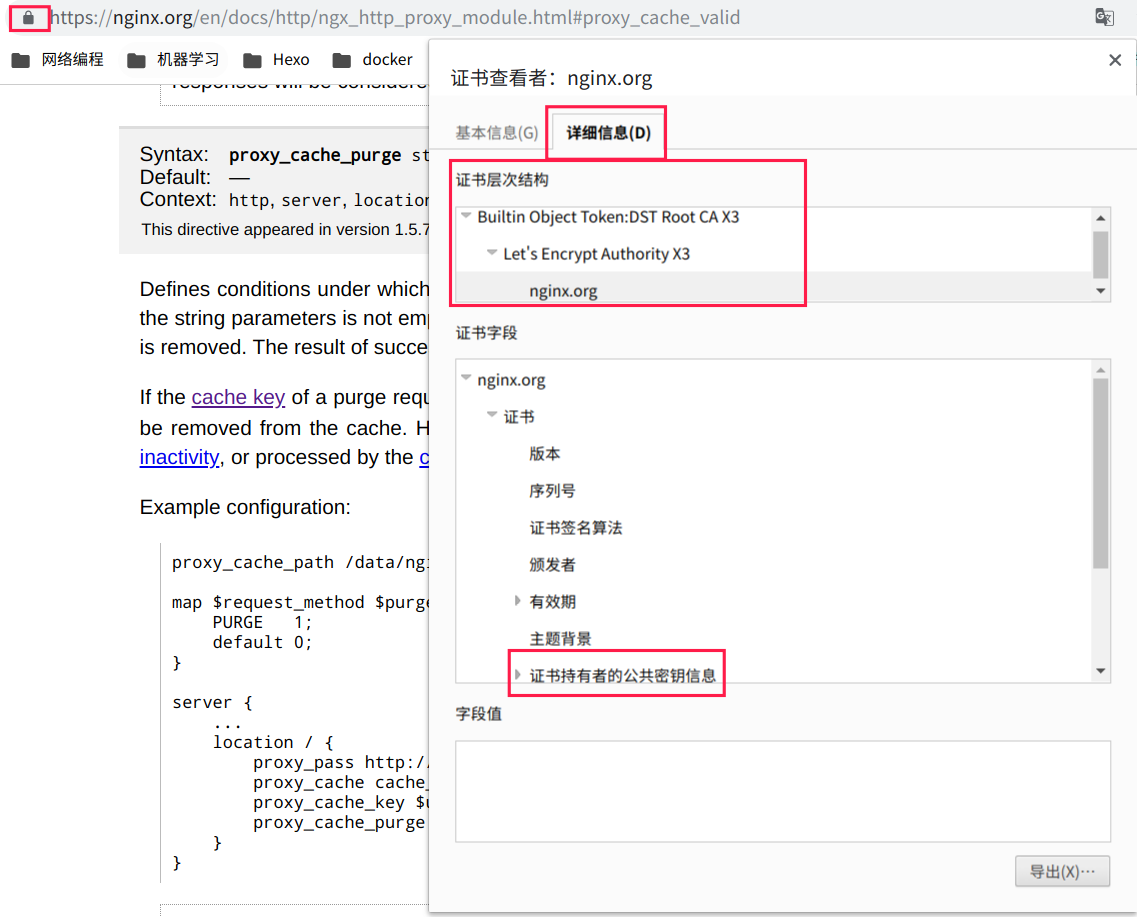 https://nginx.org/en/docs/http/ngx_http_proxy_module.html#proxy_cache_valid
网络编程 机器学习 Hexo docker
responses will be considere
Syntax: proxy_cache_purge st
Default: —
Context: http, server, location
This directive appeared in version 1.5.7
Defines conditions under which
the string parameters is not emp
is removed. The result of succe
If the cache key of a purge requ
be removed from the cache. H
inactivity, or processed by the c
Example configuration:
proxy_cache_path /data/ngi
map $request_method $purge
PURGE 1;
default 0;
}
server {
...
location / {
proxy_pass http:/
proxy_cache cache_
proxy_cache_key $u
proxy_cache_purge
}
}
证书查看者：nginx.org
基本信息(G) 详细信息(D)
证书层次结构
Builtin Object Token:DST Root CA X3
Let's Encrypt Authority X3
nginx.org
证书字段
nginx.org
证书
版本
序列号
证书签名算法
颁发者
有效期
主题背景
证书持有者的公共密钥信息
字段值
导出(X)⋯